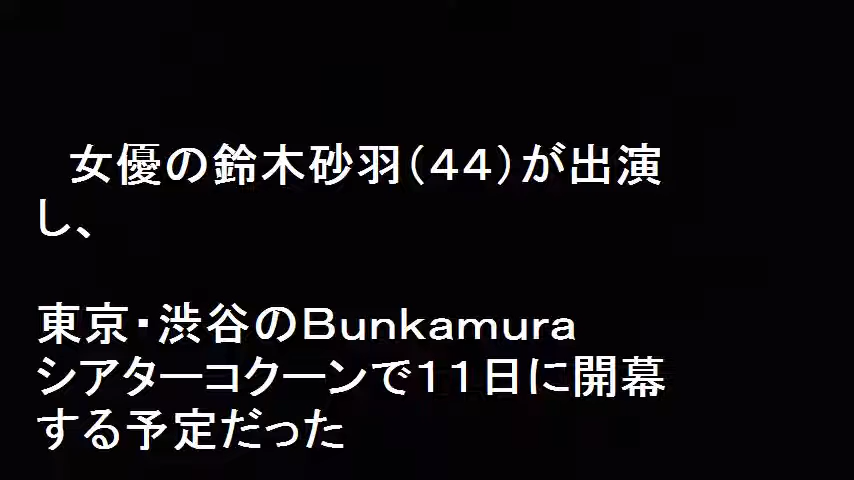 女優の鈴木砂羽（４４）が出演
し、
東京・渋谷のＢｕｎｋａｍｕｒａ
シアターコクーンで１１日に開幕
する予定だった